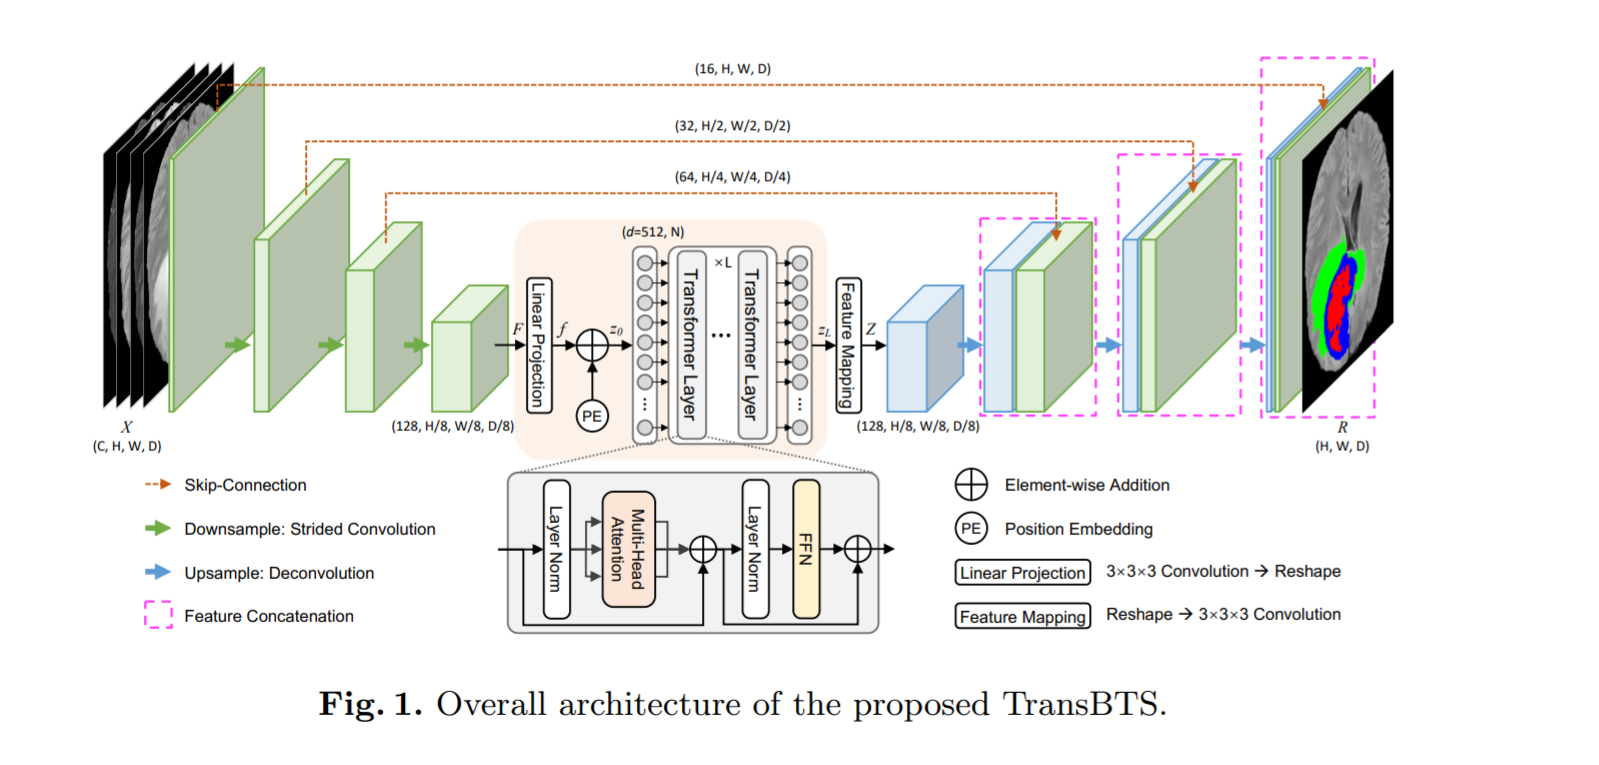 (16, H, W, D)
(32, H/2, W/2, D/2)
(64, H/4, W/4, D/4)
(d=512, N)
X
(C, H, W, D)
(128, H/8, W/8, D/8)
F
Linear Projection
f
PE
z0
Transformer Layer
×L
...
Transformer Layer
zL
Feature Mapping
Z
(128, H/8, W/8, D/8)
R
(H, W, D)
Skip-Connection
Downsample: Strided Convolution
Upsample: Deconvolution
Feature Concatenation
Layer Norm
Multi-Head
Attention
Layer Norm
FFN
Element-wise Addition
PE Position Embedding
Linear Projection 3×3×3 Convolution → Reshape
Feature Mapping Reshape → 3×3×3 Convolution
Fig. 1. Overall architecture of the proposed TransBTS.